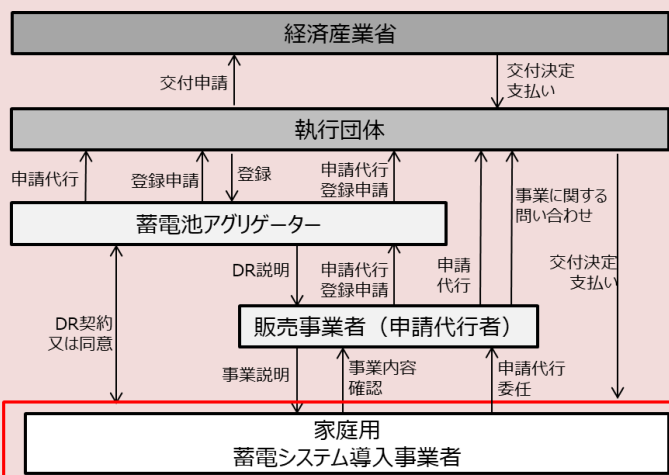 経済産業省
交付申請
交付決定
支払い
執行団体
申請代行
登録申請
登録
申請代行
登録申請
事業に関する
問い合わせ
蓄電池アグリゲーター
DR説明
申請代行
登録申請
申請
代行
交付決定
支払い
DR契約
又は同意
販売事業者（申請代行者）
事業説明
事業内容
確認
申請代行
委任
家庭用
蓄電システム導入事業者